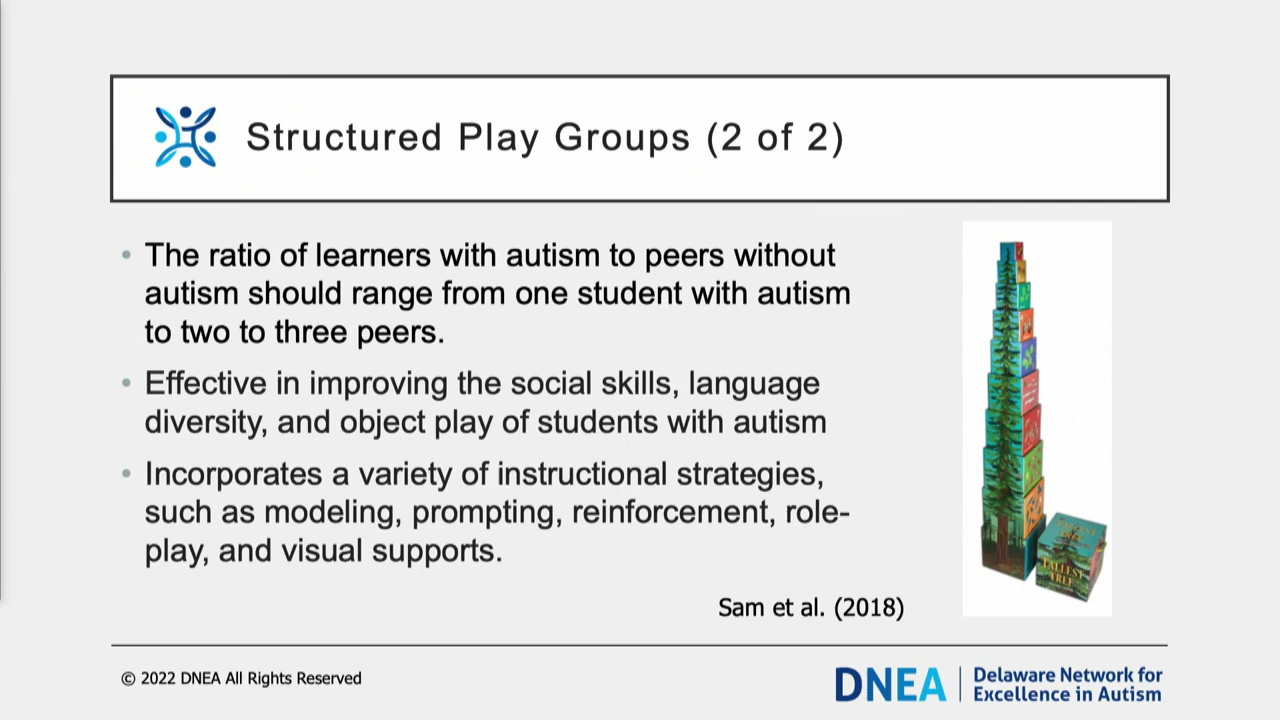 Structured Play Groups (2 of 2)
• The ratio of learners with autism to peers without
autism should range from one student with autism
to two to three peers.
• Effective in improving the social skills, language
diversity, and object play of students with autism
• Incorporates a variety of instructional strategies,
such as modeling, prompting, reinforcement, role-
play, and visual supports.
TALLEST
TREE
Sam et al. (2018)
© 2022 DNEA All Rights Reserved
DNEA
Delaware Network for
Excellence in Autism